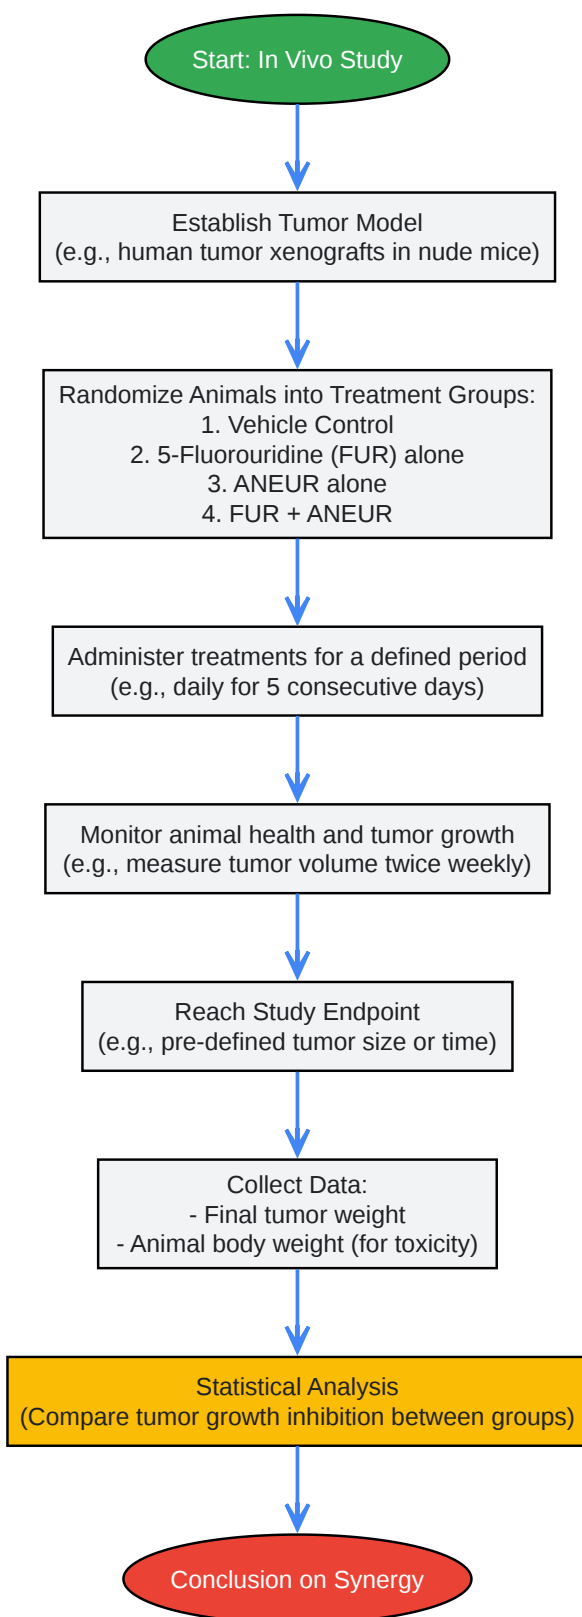 Start: In Vivo Study
Establish Tumor Model
(e.g., human tumor xenografts in nude mice)
Randomize Animals into Treatment Groups:
1. Vehicle Control
2. 5-Fluorouridine (FUR) alone
3. ANEUR alone
4. FUR + ANEUR
Administer treatments for a defined period
(e.g., daily for 5 consecutive days)
Monitor animal health and tumor growth
(e.g., measure tumor volume twice weekly)
Reach Study Endpoint
(e.g., pre-defined tumor size or time)
Collect Data:
- Final tumor weight
- Animal body weight (for toxicity)
Statistical Analysis
(Compare tumor growth inhibition between groups)
Conclusion on Synergy